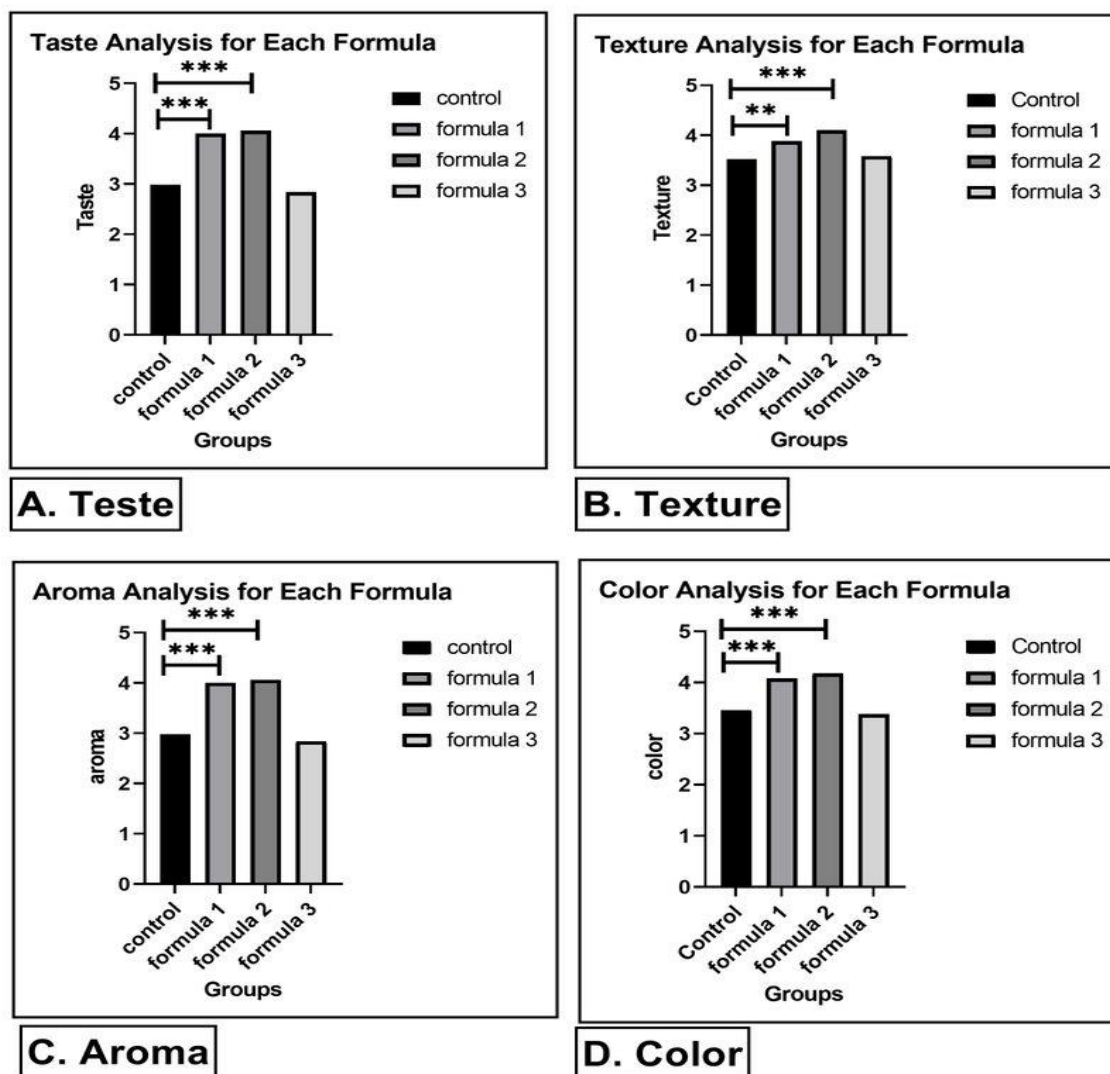 Taste Analysis for Each Formula
***
***
5
4
3
2
1
0
Taste
control
formula 1
formula 2
formula 3
Groups
control
formula 1
formula 2
formula 3
A. Teste
Texture Analysis for Each Formula
***
**
5
4
3
2
1
0
Texture
Control
formula 1
formula 2
formula 3
Groups
Control
formula 1
formula 2
formula 3
B. Texture
Aroma Analysis for Each Formula
***
***
5
4
3
2
1
0
aroma
control
formula 1
formula 2
formula 3
Groups
control
formula 1
formula 2
formula 3
C. Aroma
Color Analysis for Each Formula
***
***
5
4
3
2
1
0
color
Control
formula 1
formula 2
formula 3
Groups
Control
formula 1
formula 2
formula 3
D. Color